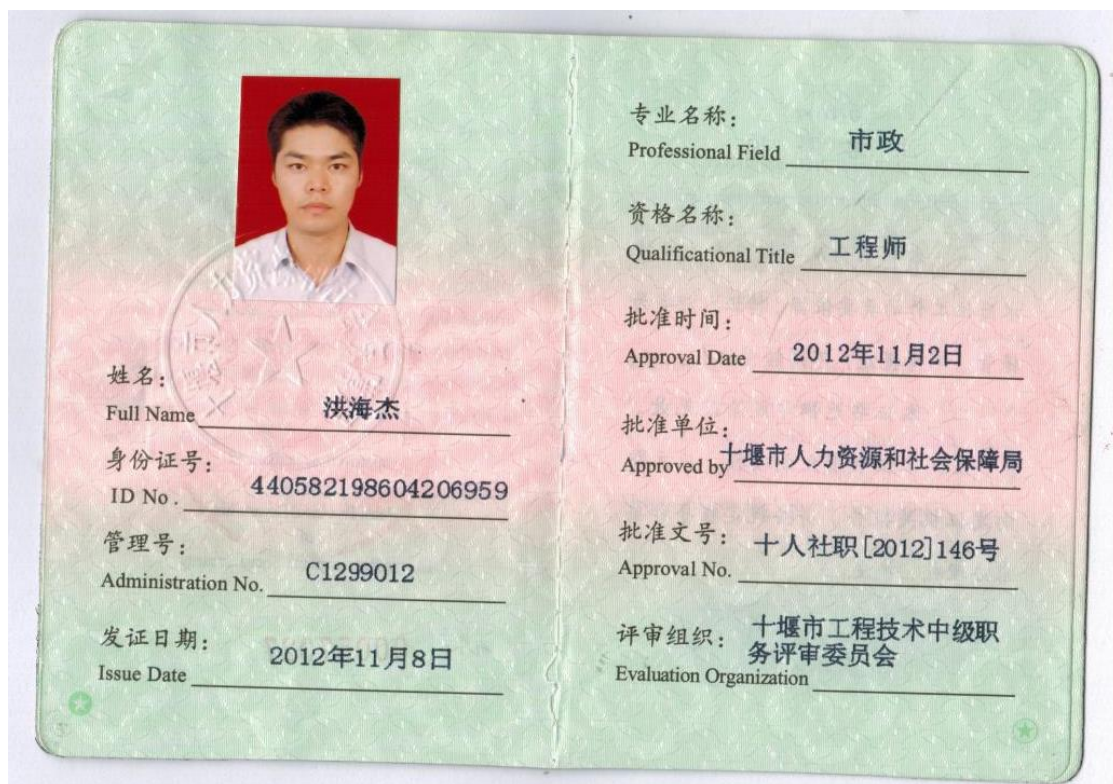 姓名：
Full Name 洪海杰
身份证号：
ID No . 440582198604206959
管理号：
Administration No. C1299012
发证日期：
Issue Date 2012年11月8日
专业名称：
Professional Field 市政
资格名称：
Qualificational Title 工程师
批准时间：
Approval Date 2012年11月2日
批准单位：
Approved by 十堰市人力资源和社会保障局
批准文号：
Approval No. 十人社职[2012]146号
评审组织： 十堰市工程技术中级职
务评审委员会
Evaluation Organization